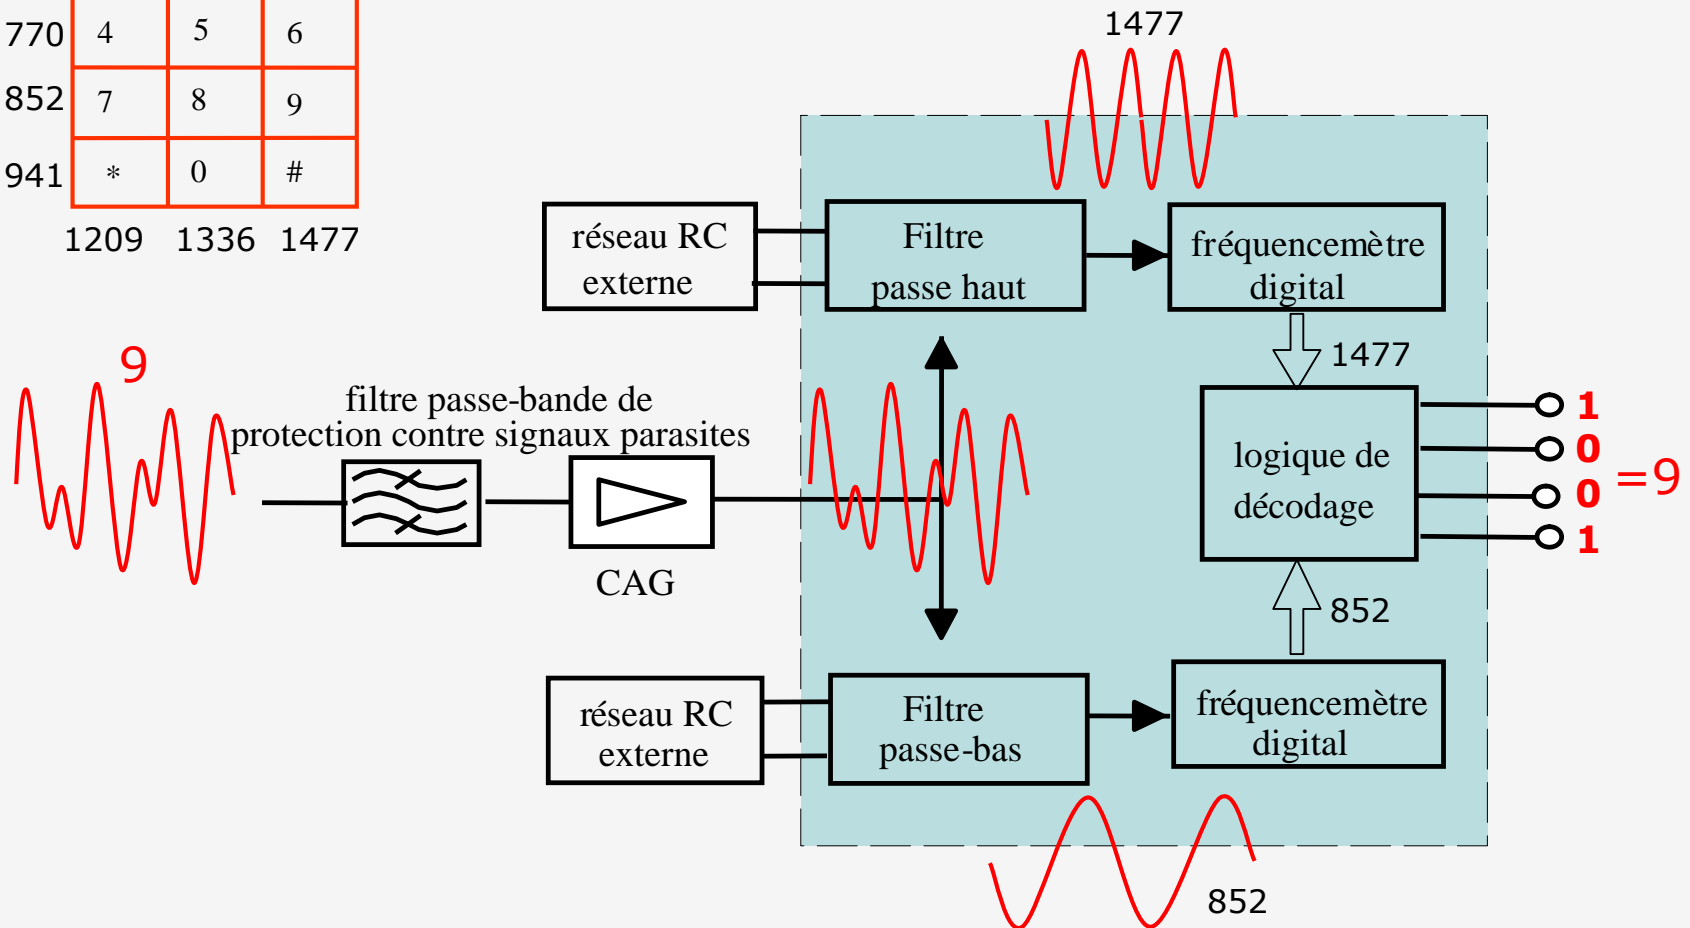 1477
770 4 5 6
852 7 8 9
941 * 0 #
1209 1336 1477
réseau RC
externe
Filtre
passe haut
fréquencemètre
digital
1477
9
filtre passe-bande de
protection contre signaux parasites
CAG
logique de
décodage
1
0
0
1
=9
852
réseau RC
externe
Filtre
passe-bas
fréquencemètre
digital
852